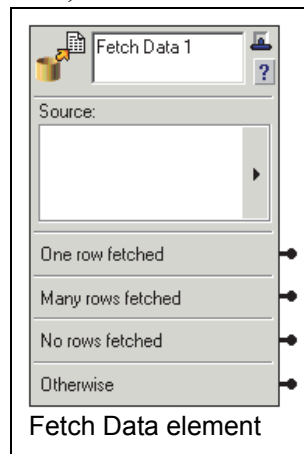 Fetch Data 1
?
Source:
One row fetched
Many rows fetched
No rows fetched
Otherwise
Fetch Data element